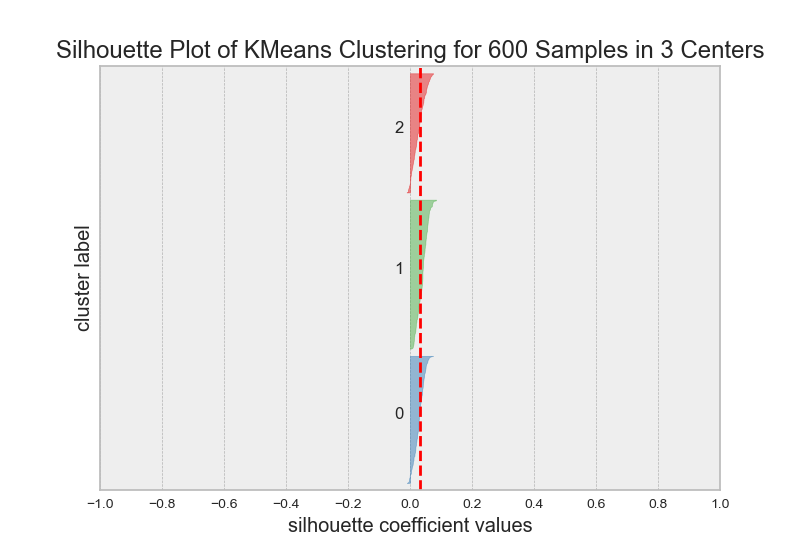 Silhouette Plot of KMeans Clustering for 600 Samples in 3 Centers
cluster label
2
1
0
−1.0 −0.8 −0.6 −0.4 −0.2 0.0 0.2 0.4 0.6 0.8 1.0
silhouette coefficient values